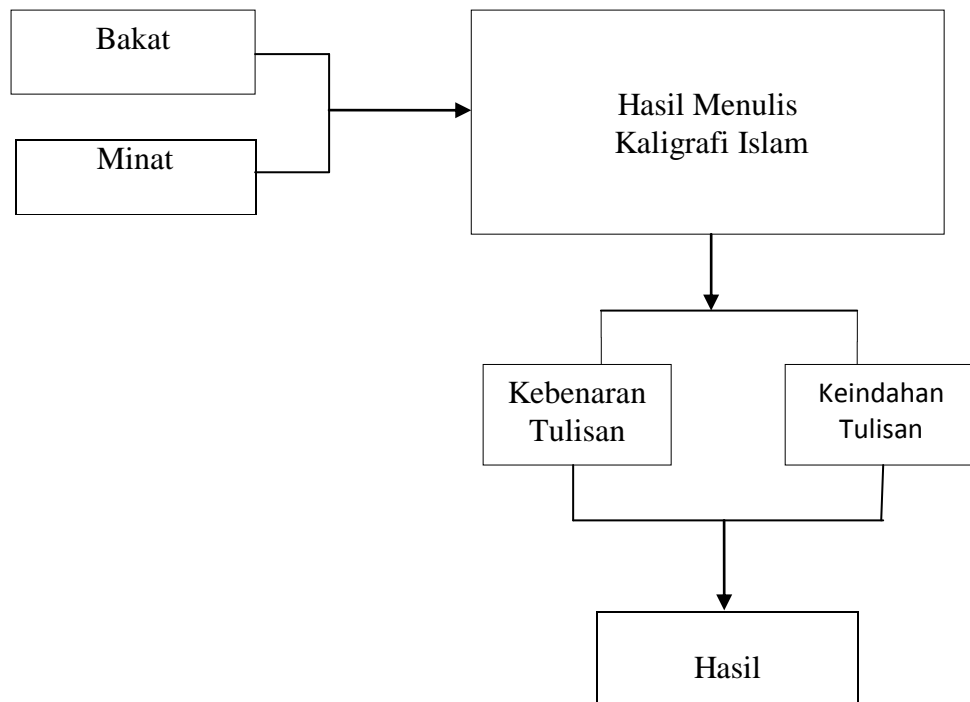 Bakat
Minat
Hasil Menulis
Kaligrafi Islam
Kebenaran
Tulisan
Keindahan
Tulisan
Hasil